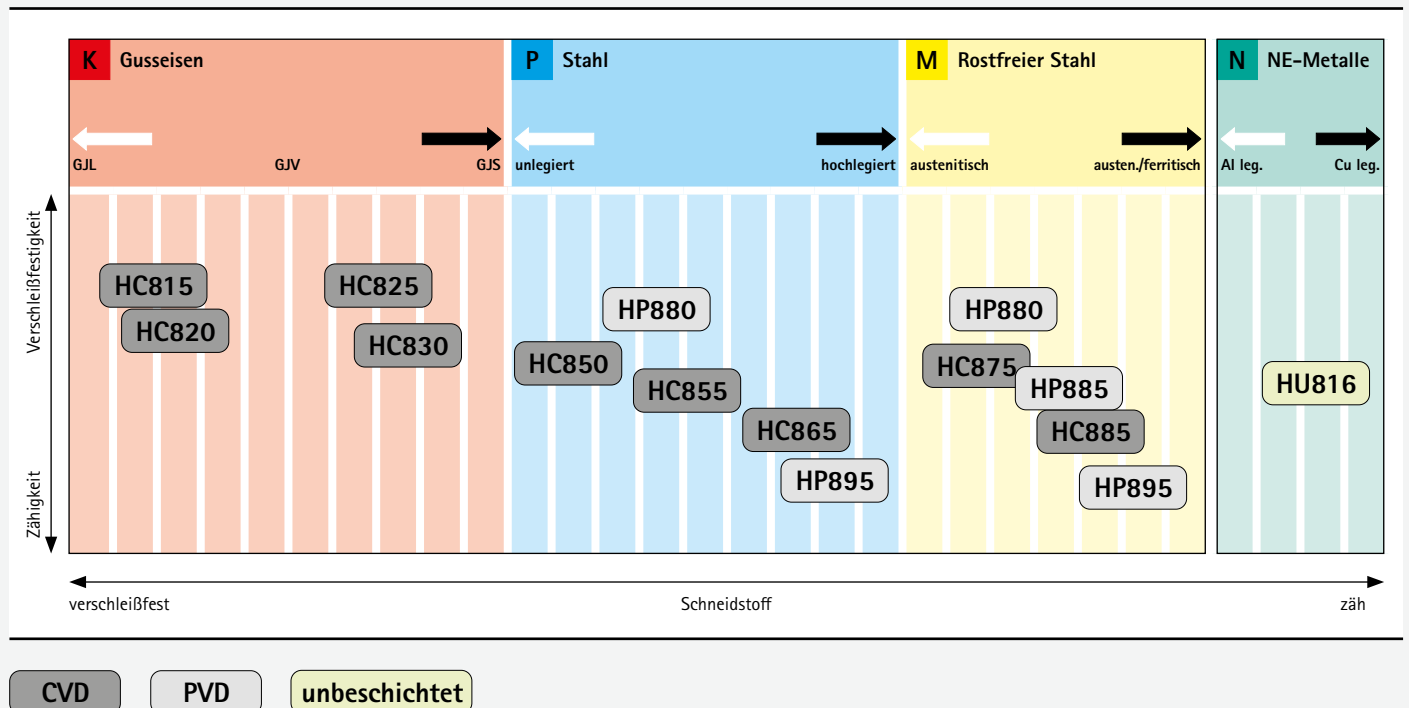 K Gusseisen
P Stahl
M Rostfreier Stahl
N NE-Metalle
GJL GJV GJS
unlegiert hochlegiert
austenitisch austen./ferritisch
Al leg. Cu leg.
Verschleißfestigkeit
Zähigkeit
HC815
HC820
HC825
HC830
HP880
HC850
HC855
HC865
HP895
HP880
HC875
HP885
HC885
HP895
HU816
verschleißfest Schneidstoff zäh
CVD PVD unbeschichtet